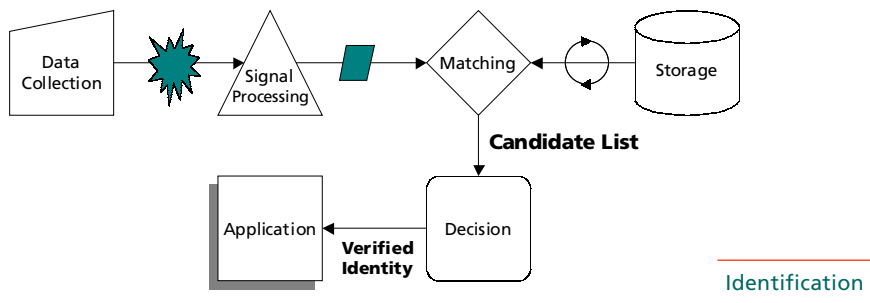 Data
Collection
Signal
Processing
Matching
Storage
Candidate List
Application
Verified
Identity
Decision
Identification